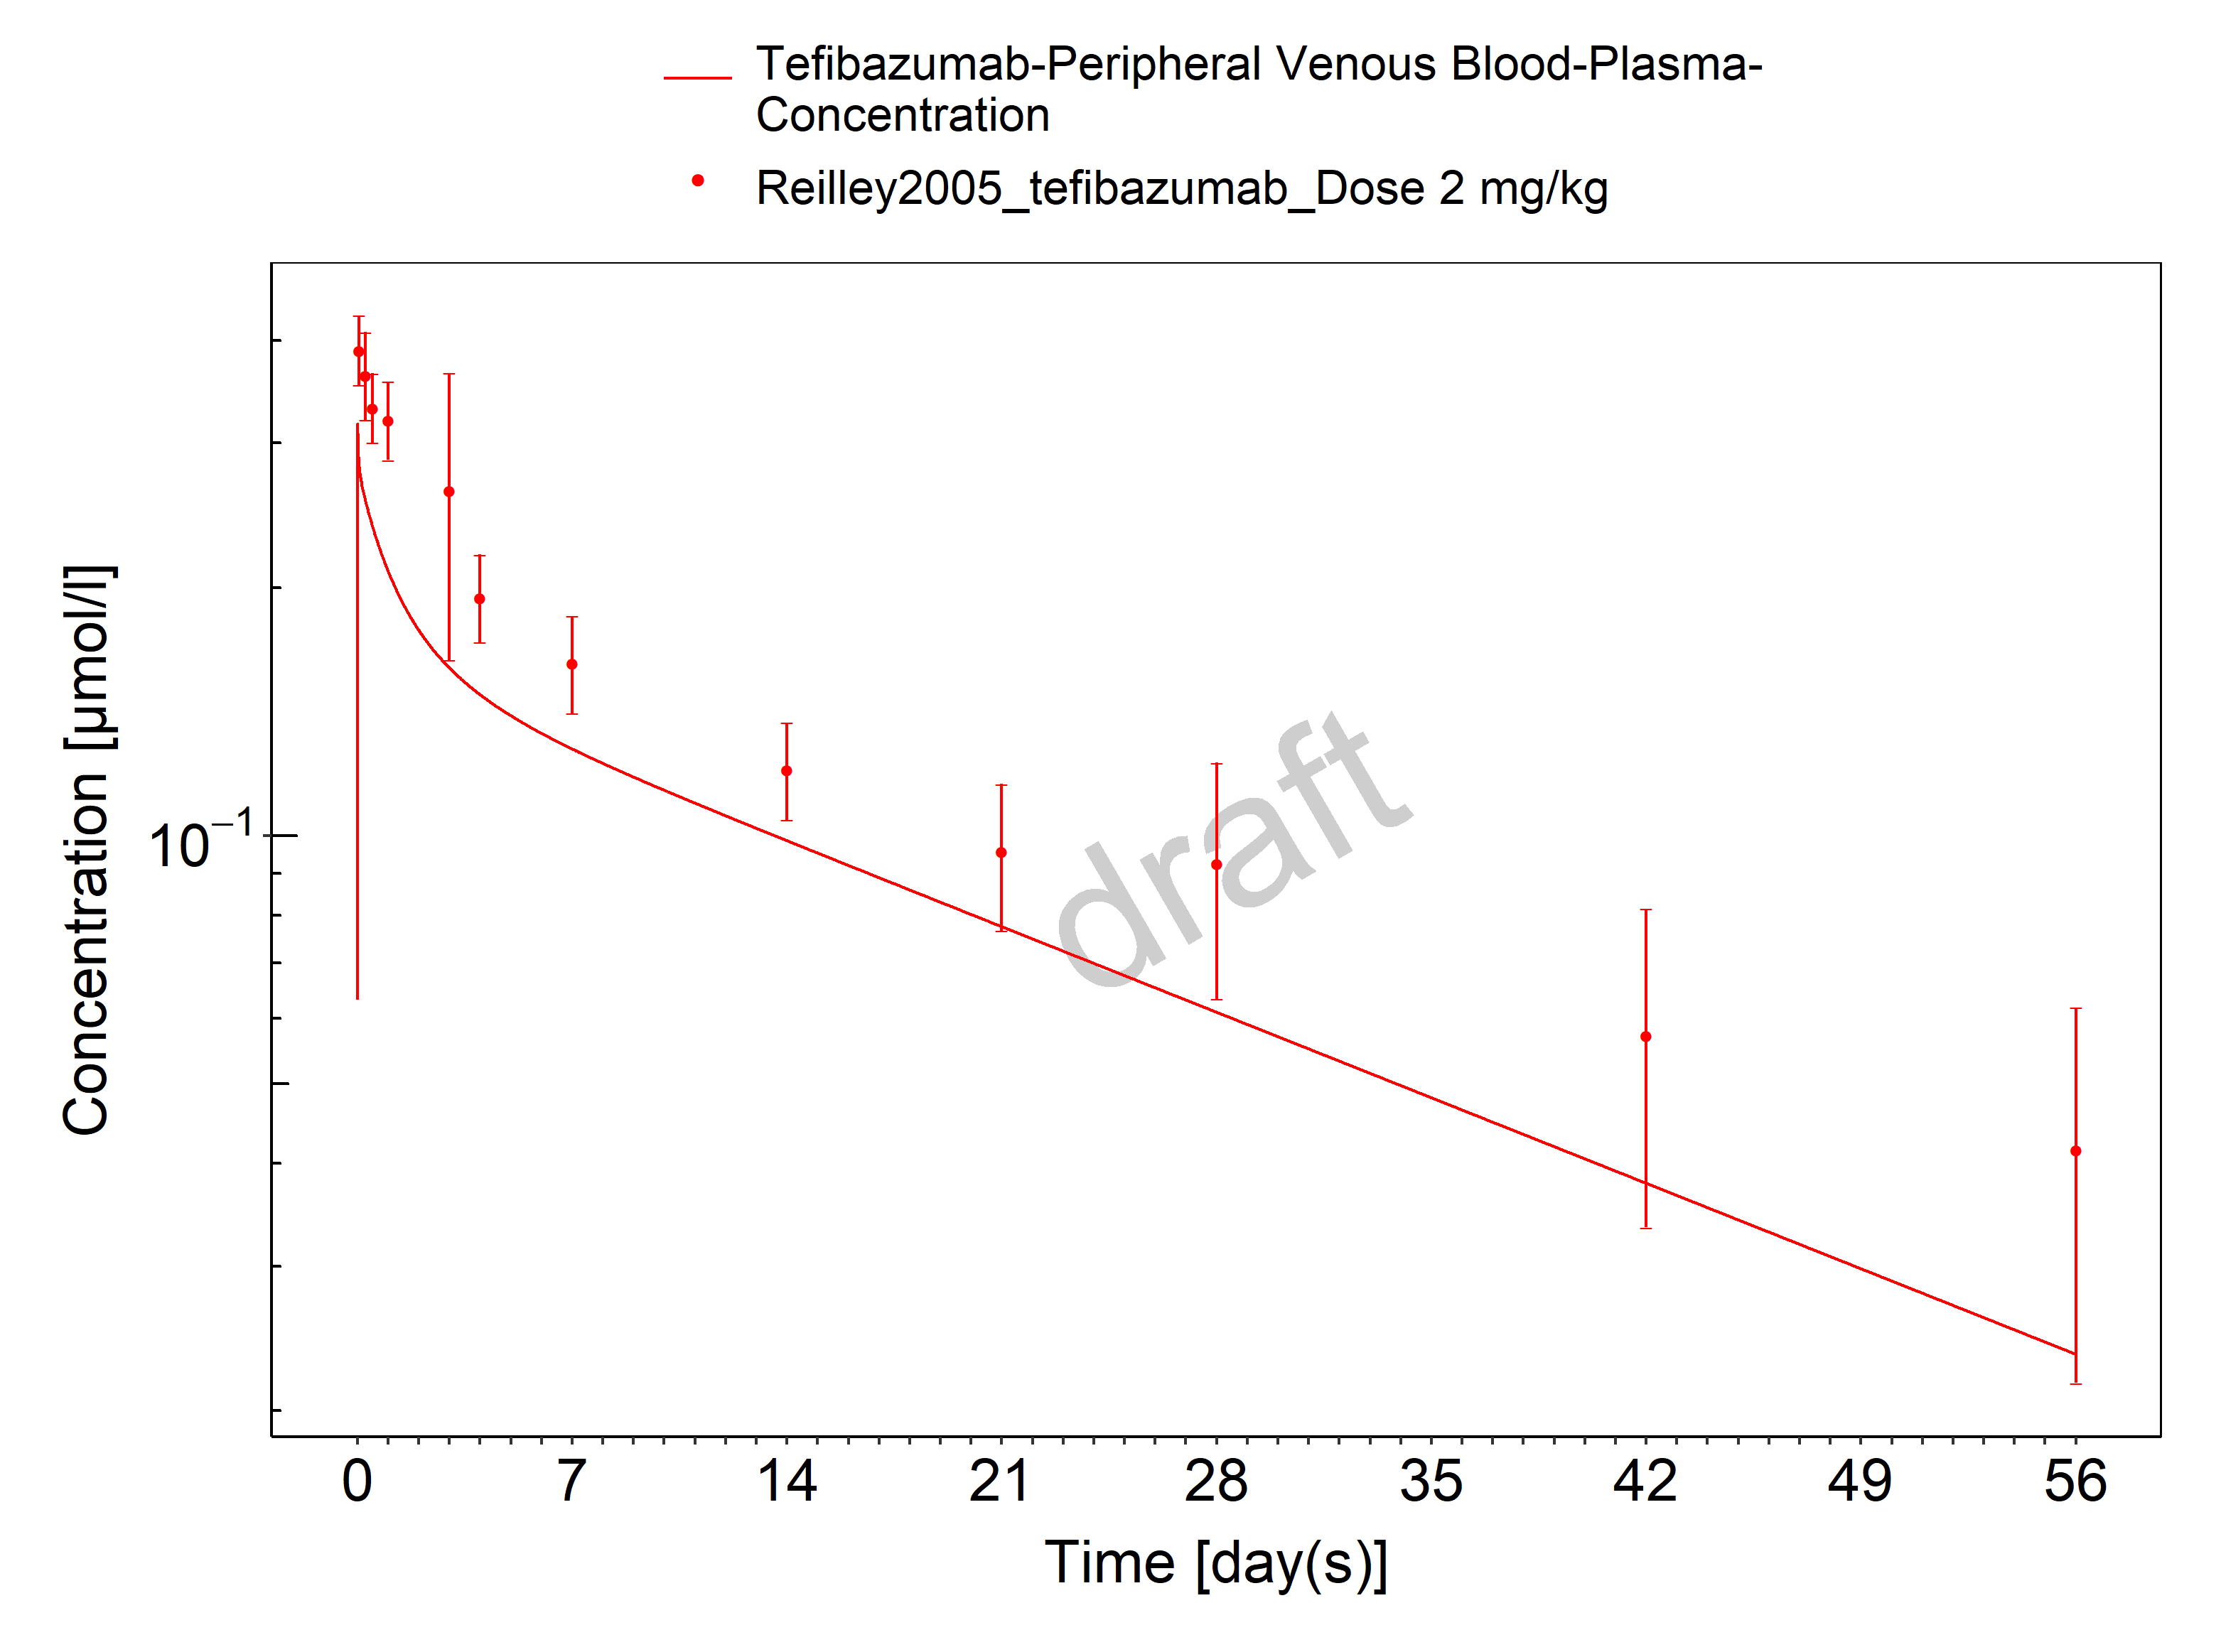 Tefibazumab-Peripheral Venous Blood-Plasma-
Concentration
Reilley2005_tefibazumab_Dose 2 mg/kg
Concentration [µmol/l]
10⁻¹
draft
0 7 14 21 28 35 42 49 56
Time [day(s)]